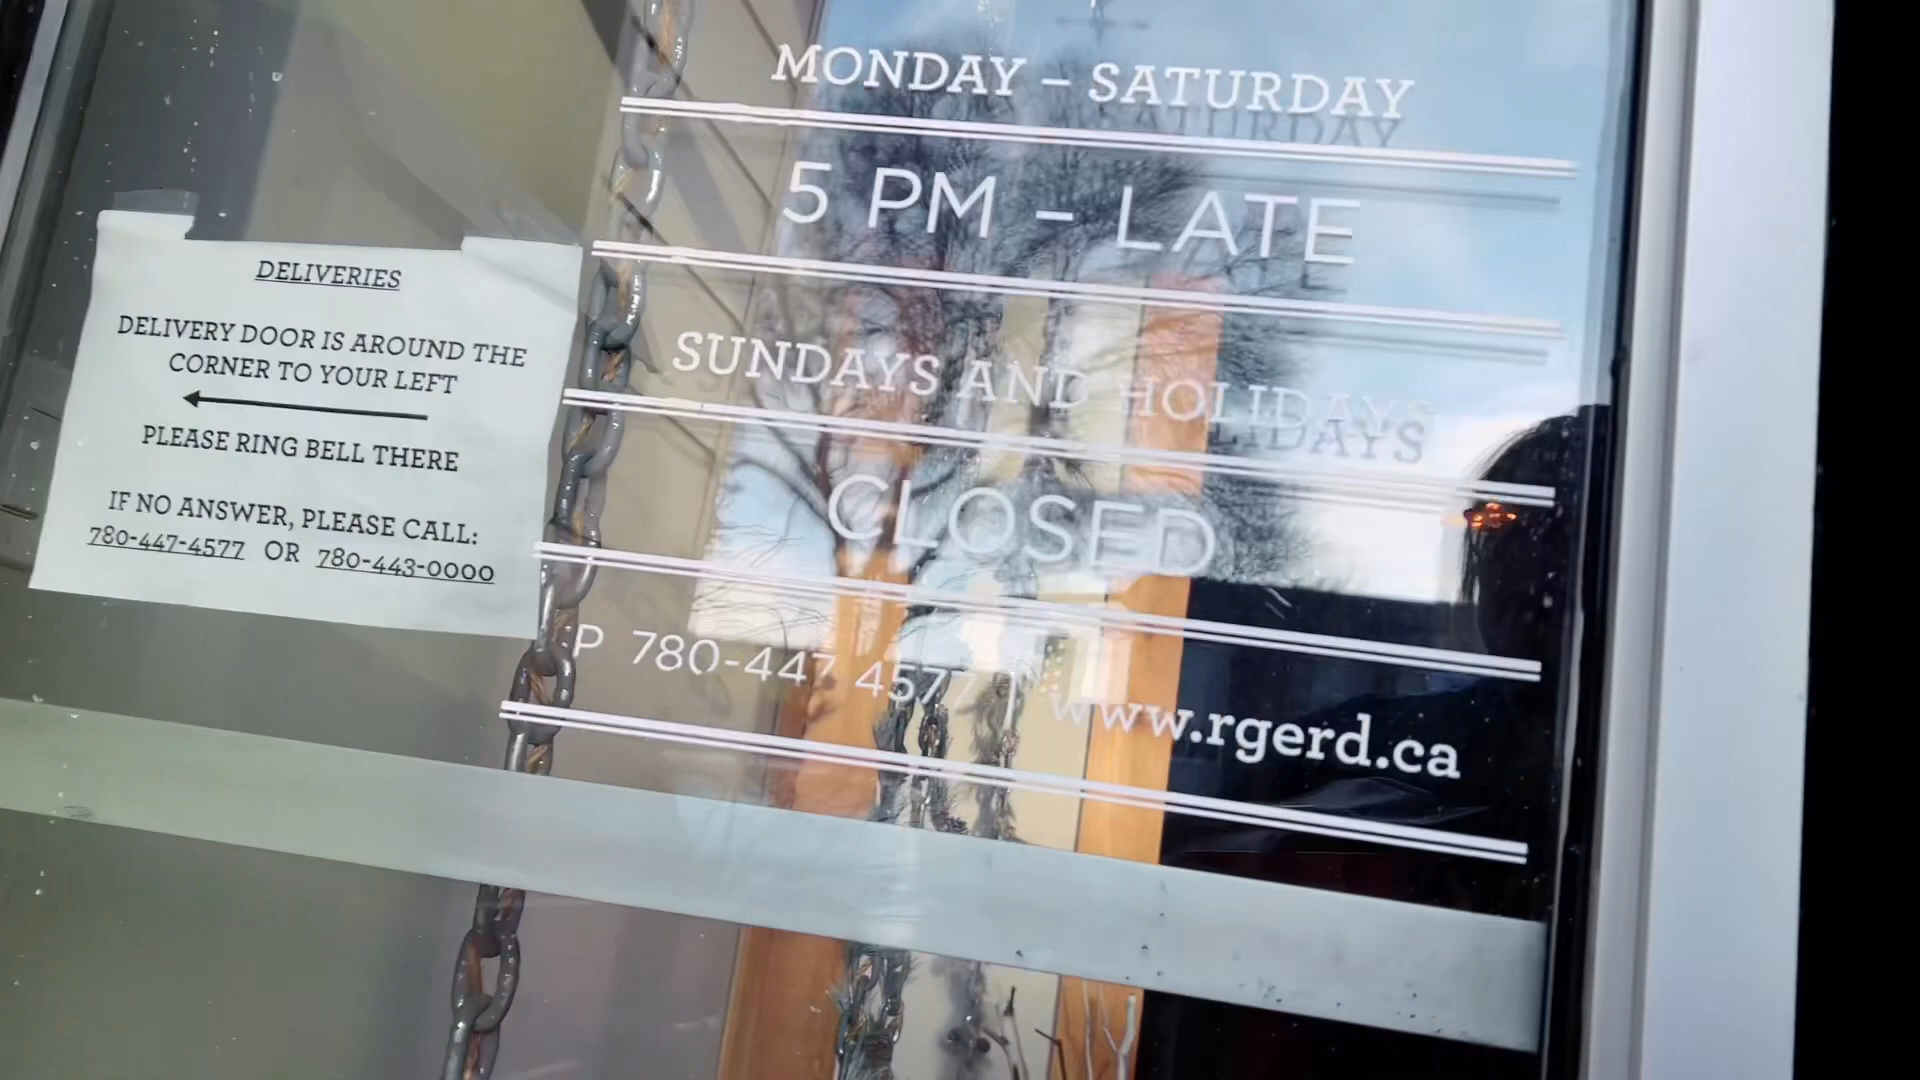 DELIVERIES
DELIVERY DOOR IS AROUND THE
CORNER TO YOUR LEFT
PLEASE RING BELL THERE
IF NO ANSWER, PLEASE CALL:
780-447-4577 OR 780-443-0000
MONDAY – SATURDAY
5 PM – LATE
SUNDAYS AND HOLIDAYS
CLOSED
P 780-447 4577 | www.rgerd.ca